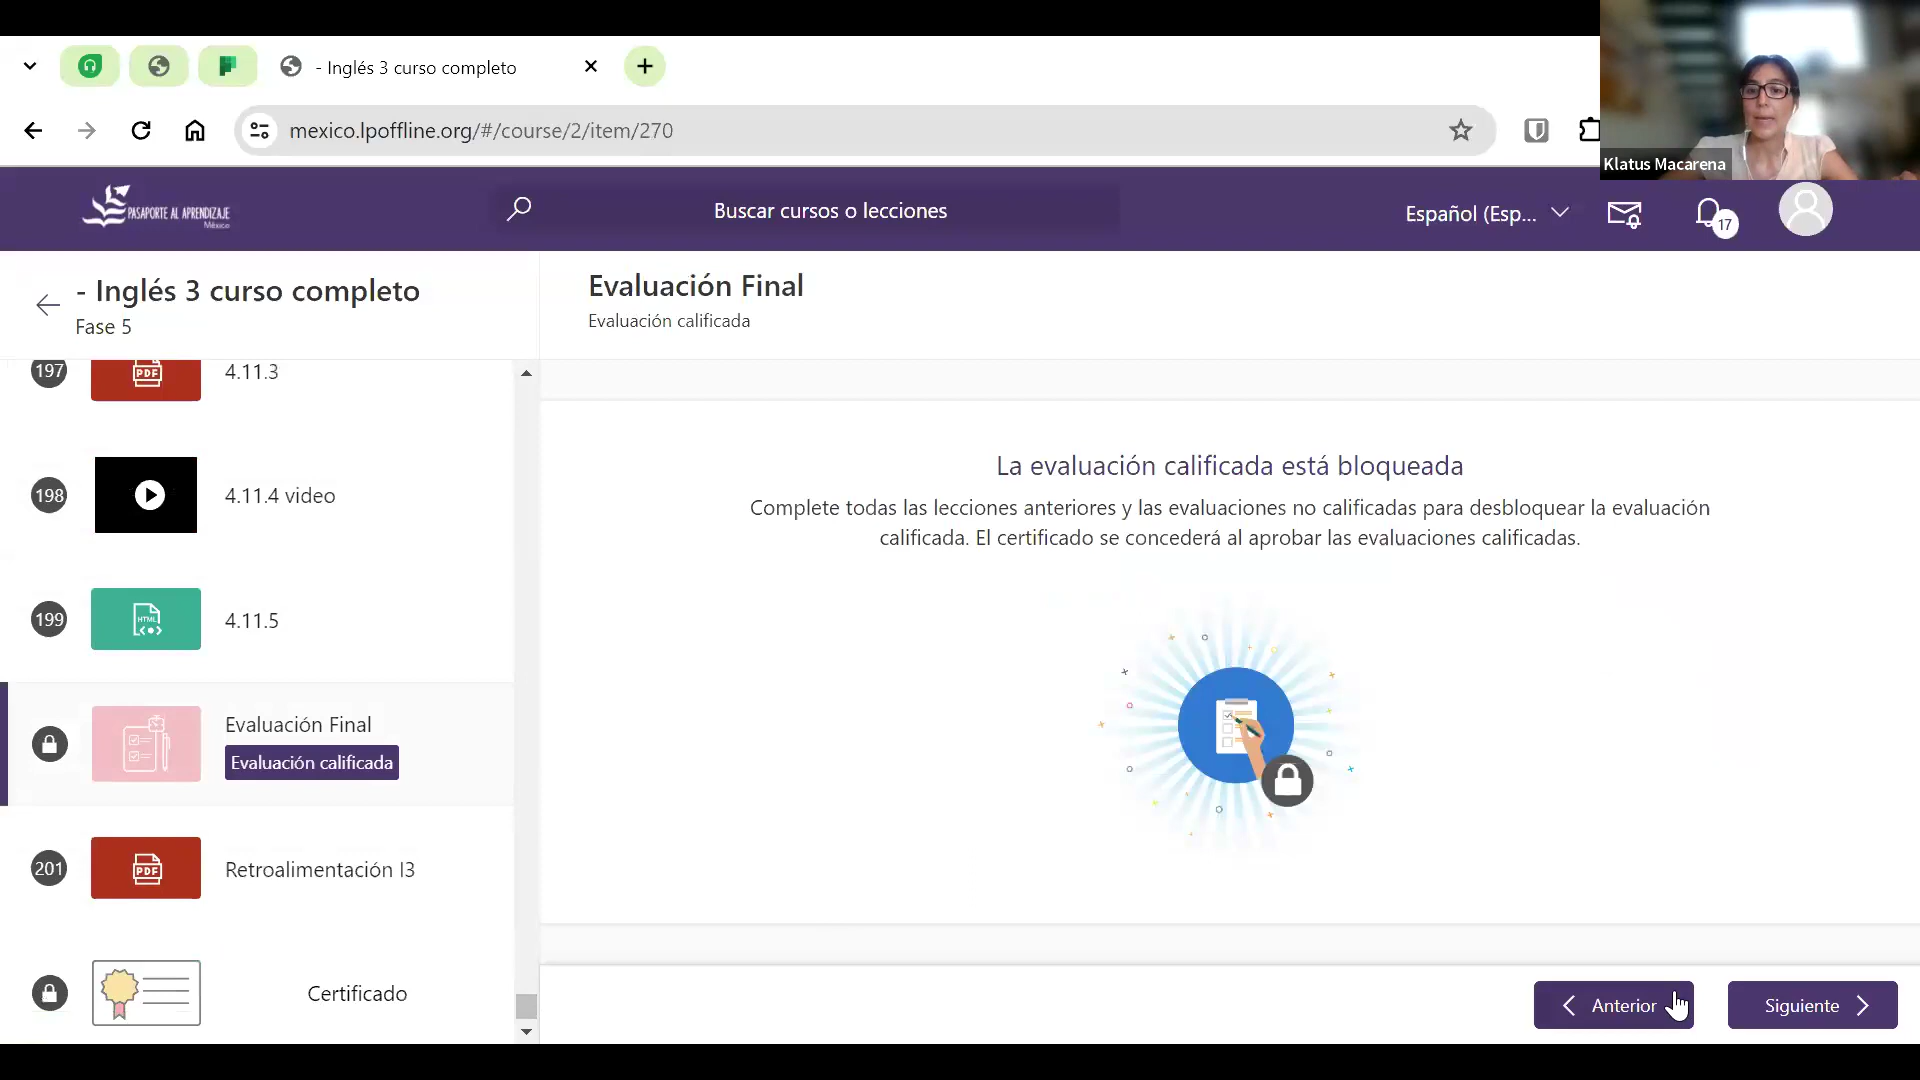 - Inglés 3 curso completo
mexico.lpoffline.org/#/course/2/item/270
Klatus Macarena
PASAPORTE AL APRENDIZAJE
México
Buscar cursos o lecciones
Español (Esp...
17
- Inglés 3 curso completo
Fase 5
Evaluación Final
Evaluación calificada
197
PDF
4.11.3
198
4.11.4 video
199
HTML
4.11.5
Evaluación Final
Evaluación calificada
201
PDF
Retroalimentación I3
Certificado
La evaluación calificada está bloqueada
Complete todas las lecciones anteriores y las evaluaciones no calificadas para desbloquear la evaluación
calificada. El certificado se concederá al aprobar las evaluaciones calificadas.
Anterior
Siguiente